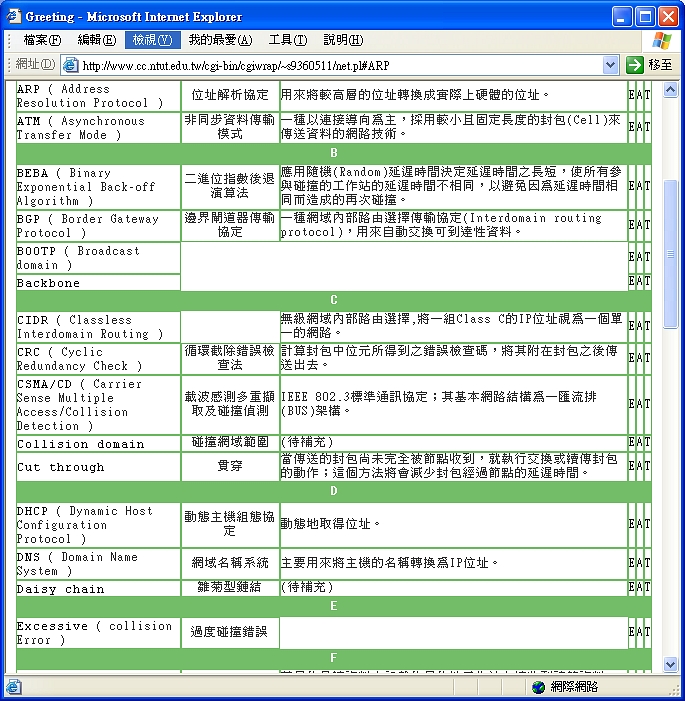 Greeting - Microsoft Internet Explorer
檔案(F) 編輯(E) 檢視(V) 我的最愛(A) 工具(T) 說明(H)
網址(D) http://www.cc.ntut.edu.tw/cgi-bin/cgiwrap/~s9360511/net.pl#ARP 移至
ARP ( Address
Resolution Protocol )
位址解析協定
用來將較高層的位址轉換成實際上硬體的位址。
E A T
ATM ( Asynchronous
Transfer Mode )
非同步資料傳輸
模式
一種以連接導向為主，採用較小且固定長度的封包(Cell)來
傳送資料的網路技術。
E A T
B
BEBA ( Binary
Exponential Back-off
Algorithm )
二進位指數後退
演算法
應用隨機(Random)延遲時間決定延遲時間之長短，使所有參
與碰撞的工作站的延遲時間不相同，以避免因為延遲時間相
同而造成的再次碰撞。
E A T
BGP ( Border Gateway
Protocol )
邊界閘道器傳輸
協定
一種網域內部路由選擇傳輸協定(Interdomain routing
protocol)，用來自動交換可到達性資料。
E A T
BOOTP ( Broadcast
domain )
E A T
Backbone
E A T
C
CIDR ( Classless
Interdomain Routing )
無級網域內部路由選擇,將一組Class C的IP位址視為一個單
一的網路。
E A T
CRC ( Cyclic
Redundancy Check )
循環截除錯誤檢
查法
計算封包中位元所得到之錯誤檢查碼，將其附在封包之後傳
送出去。
E A T
CSMA/CD ( Carrier
Sense Multiple
Access/Collision
Detection )
載波感測多重擷
取及碰撞偵測
IEEE 802.3標準通訊協定；其基本網路結構為一匯流排
(BUS)架構。
E A T
Collision domain
碰撞網域範圍
(待補充)
E A T
Cut through
貫穿
當傳送的封包尚未完全被節點收到，就執行交換或續傳封包
的動作；這個方法將會減少封包經過節點的延遲時間。
E A T
D
DHCP ( Dynamic Host
Configuration
Protocol )
動態主機組態協
定
動態地取得位址。
E A T
DNS ( Domain Name
System )
網域名稱系統
主要用來將主機的名稱轉換為IP位址。
E A T
Daisy chain
雛菊型鏈結
(待補充)
E A T
E
Excessive ( collision
Error )
過度碰撞錯誤
E A T
F
網際網路